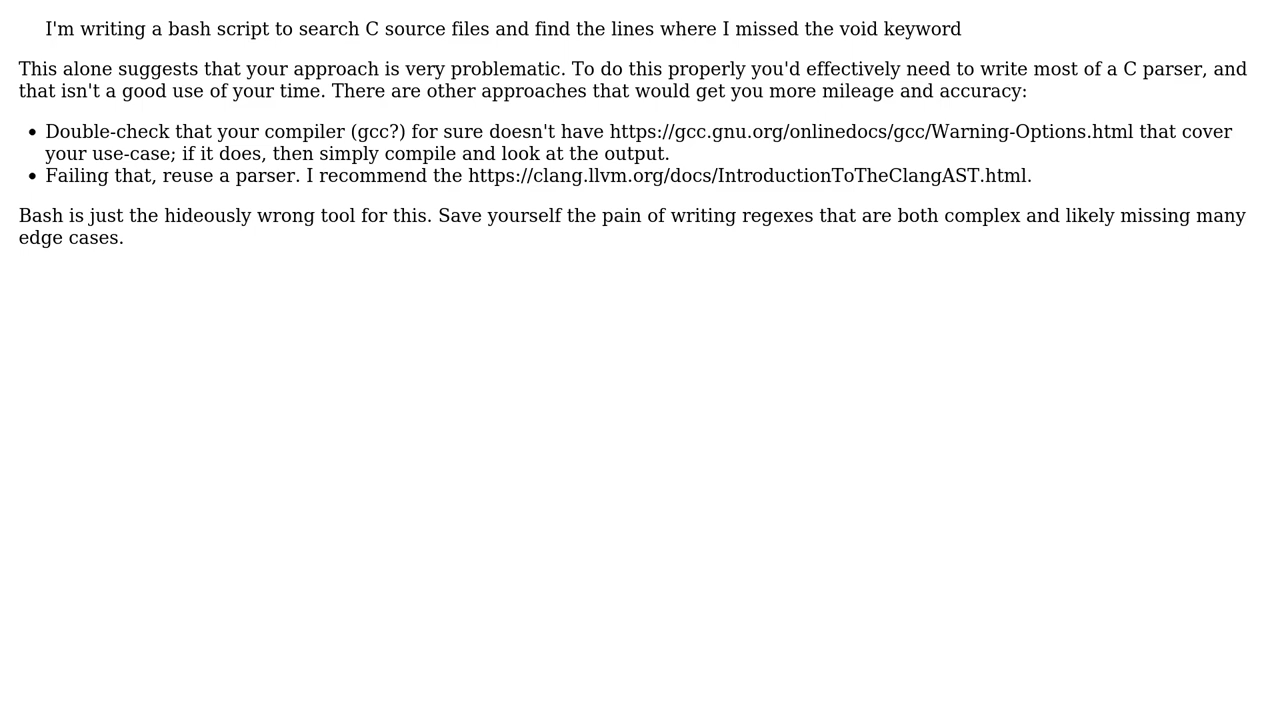 I'm writing a bash script to search C source files and find the lines where I missed the void keyword
This alone suggests that your approach is very problematic. To do this properly you'd effectively need to write most of a C parser, and
that isn't a good use of your time. There are other approaches that would get you more mileage and accuracy:
• Double-check that your compiler (gcc?) for sure doesn't have https://gcc.gnu.org/onlinedocs/gcc/Warning-Options.html that cover
your use-case; if it does, then simply compile and look at the output.
• Failing that, reuse a parser. I recommend the https://clang.llvm.org/docs/IntroductionToTheClangAST.html.
Bash is just the hideously wrong tool for this. Save yourself the pain of writing regexes that are both complex and likely missing many
edge cases.